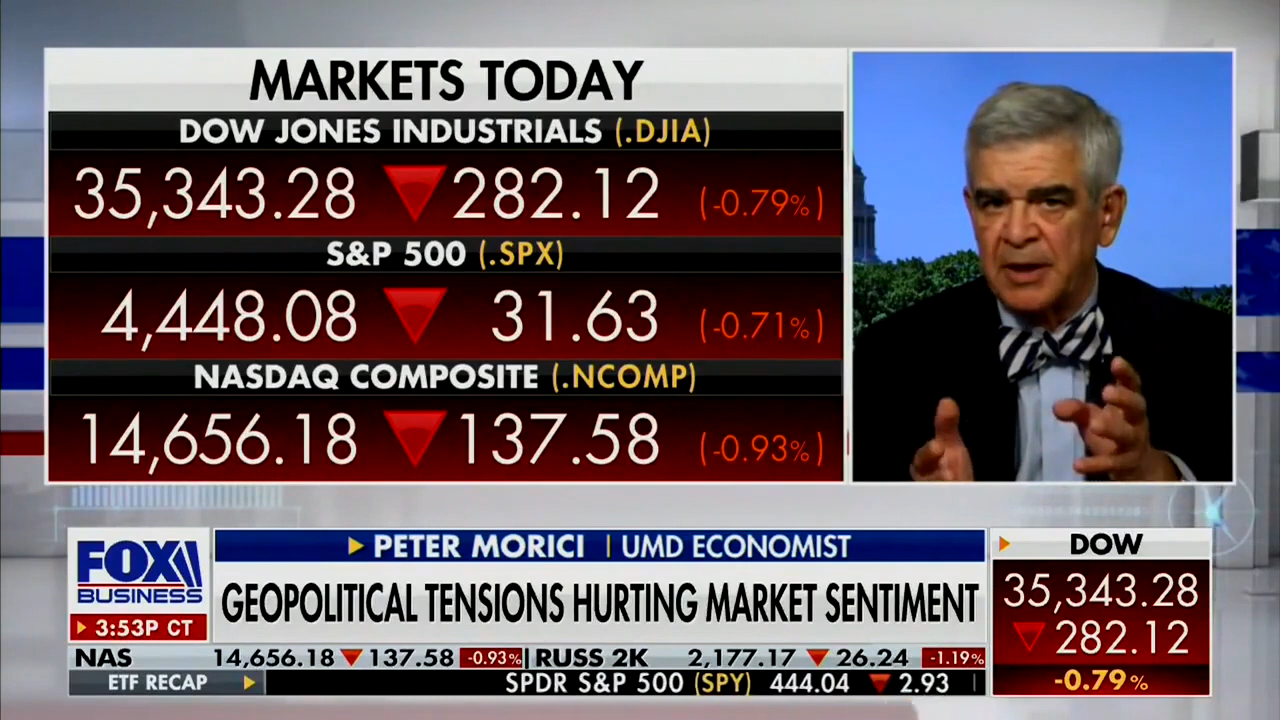 MARKETS TODAY
DOW JONES INDUSTRIALS (.DJIA)
35,343.28 ▼ 282.12 (-0.79%)
S&P 500 (.SPX)
4,448.08 ▼ 31.63 (-0.71%)
NASDAQ COMPOSITE (.NCOMP)
14,656.18 ▼ 137.58 (-0.93%)
FOX
BUSINESS
3:53P CT
PETER MORICI | UMD ECONOMIST
GEOPOLITICAL TENSIONS HURTING MARKET SENTIMENT
DOW
35,343.28
▼ 282.12
-0.79%
NAS 14,656.18 ▼ 137.58 -0.93% RUSS 2K 2,177.17 ▼ 26.24 -1.19%
ETF RECAP SPDR S&P 500 (SPY) 444.04 ▼ 2.93